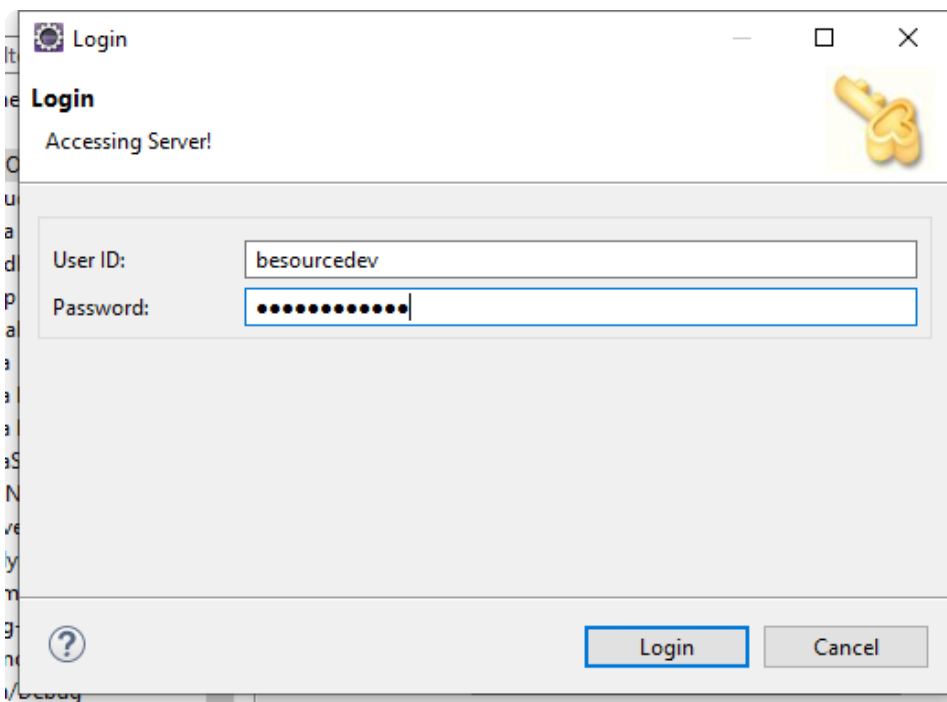 Login
Login
Accessing Server!
User ID: besourcedev
Password: ●●●●●●●●●●●●
Login Cancel